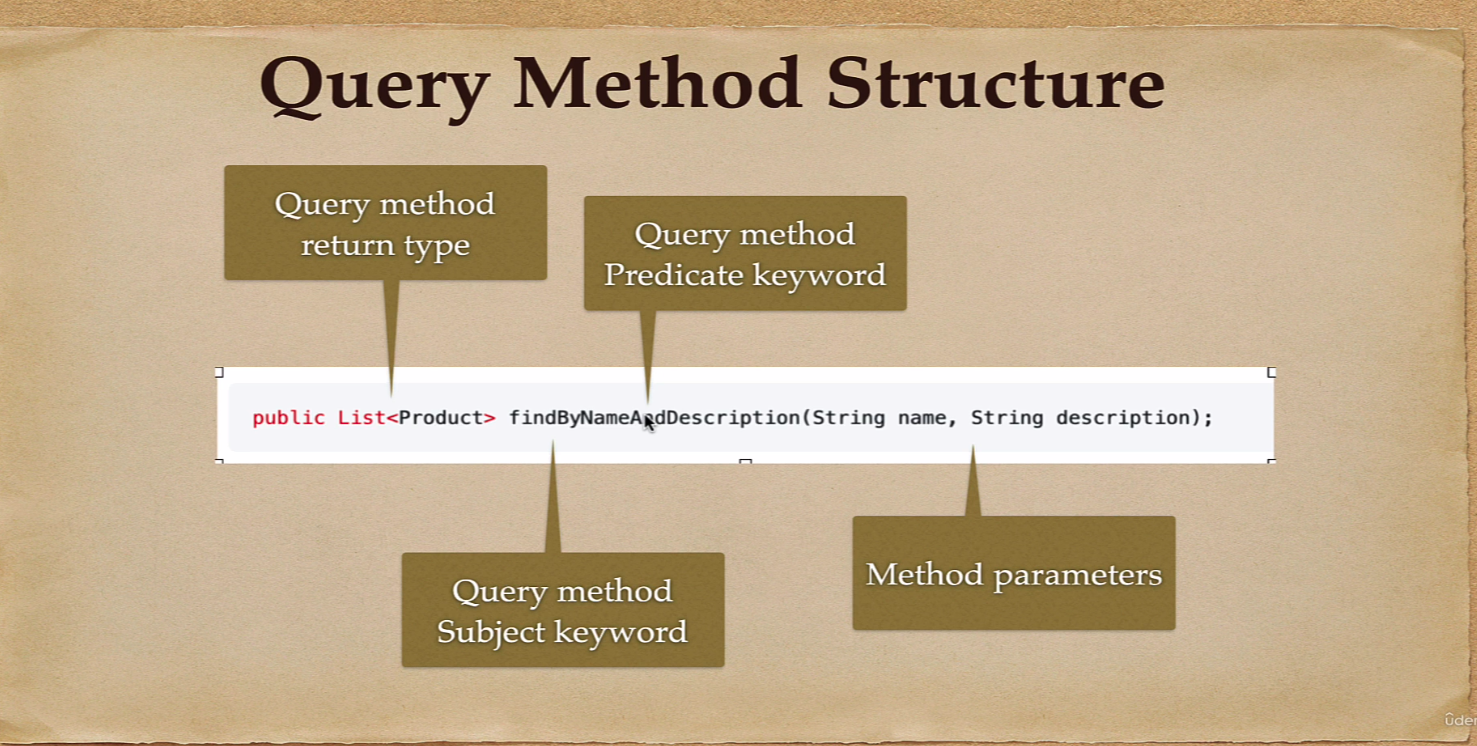 Query Method Structure
Query method
return type
Query method
Predicate keyword
public List<Product> findByNameAndDescription(String name, String description);
Query method
Subject keyword
Method parameters